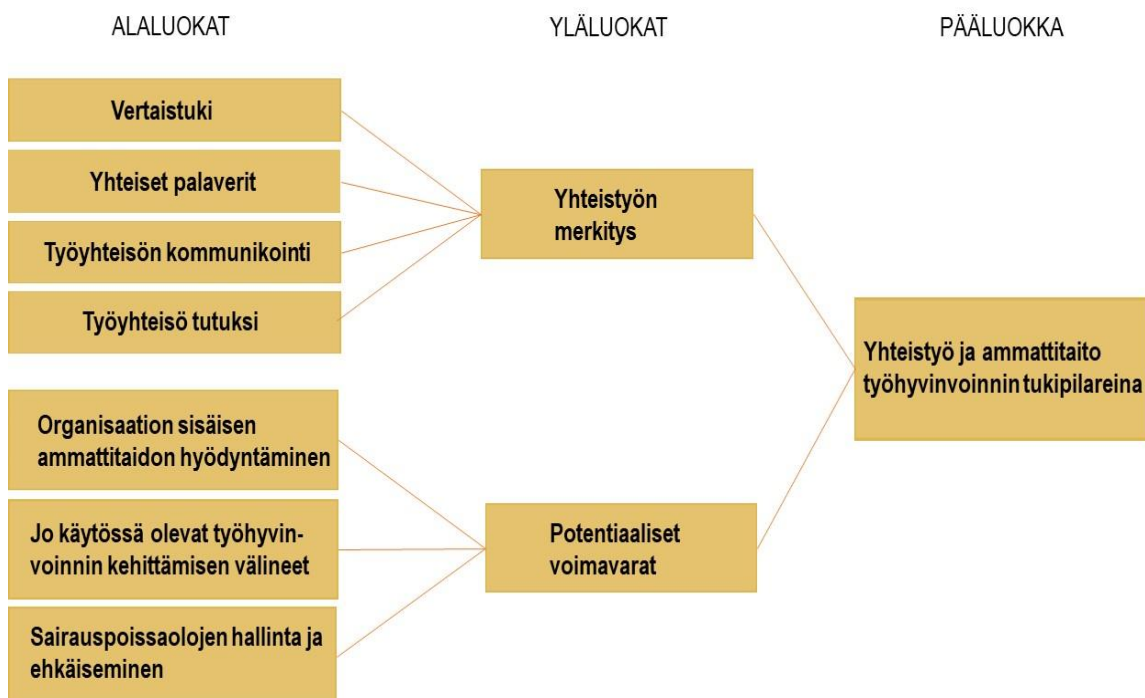 ALALUOKAT
YLÄLUOKAT
PÄÄLUOKKA
Vertaistuki
Yhteiset palaverit
Työyhteisön kommunikointi
Työyhteisö tutuksi
Organisaation sisäisen
ammattitaidon hyödyntäminen
Jo käytössä olevat työhyvin-
voinnin kehittämisen välineet
Sairauspoissaolojen hallinta ja
ehkäiseminen
Yhteistyön
merkitys
Potentiaaliset
voimavarat
Yhteistyö ja ammattitaito
työhyvinvoinnin tukipilareina